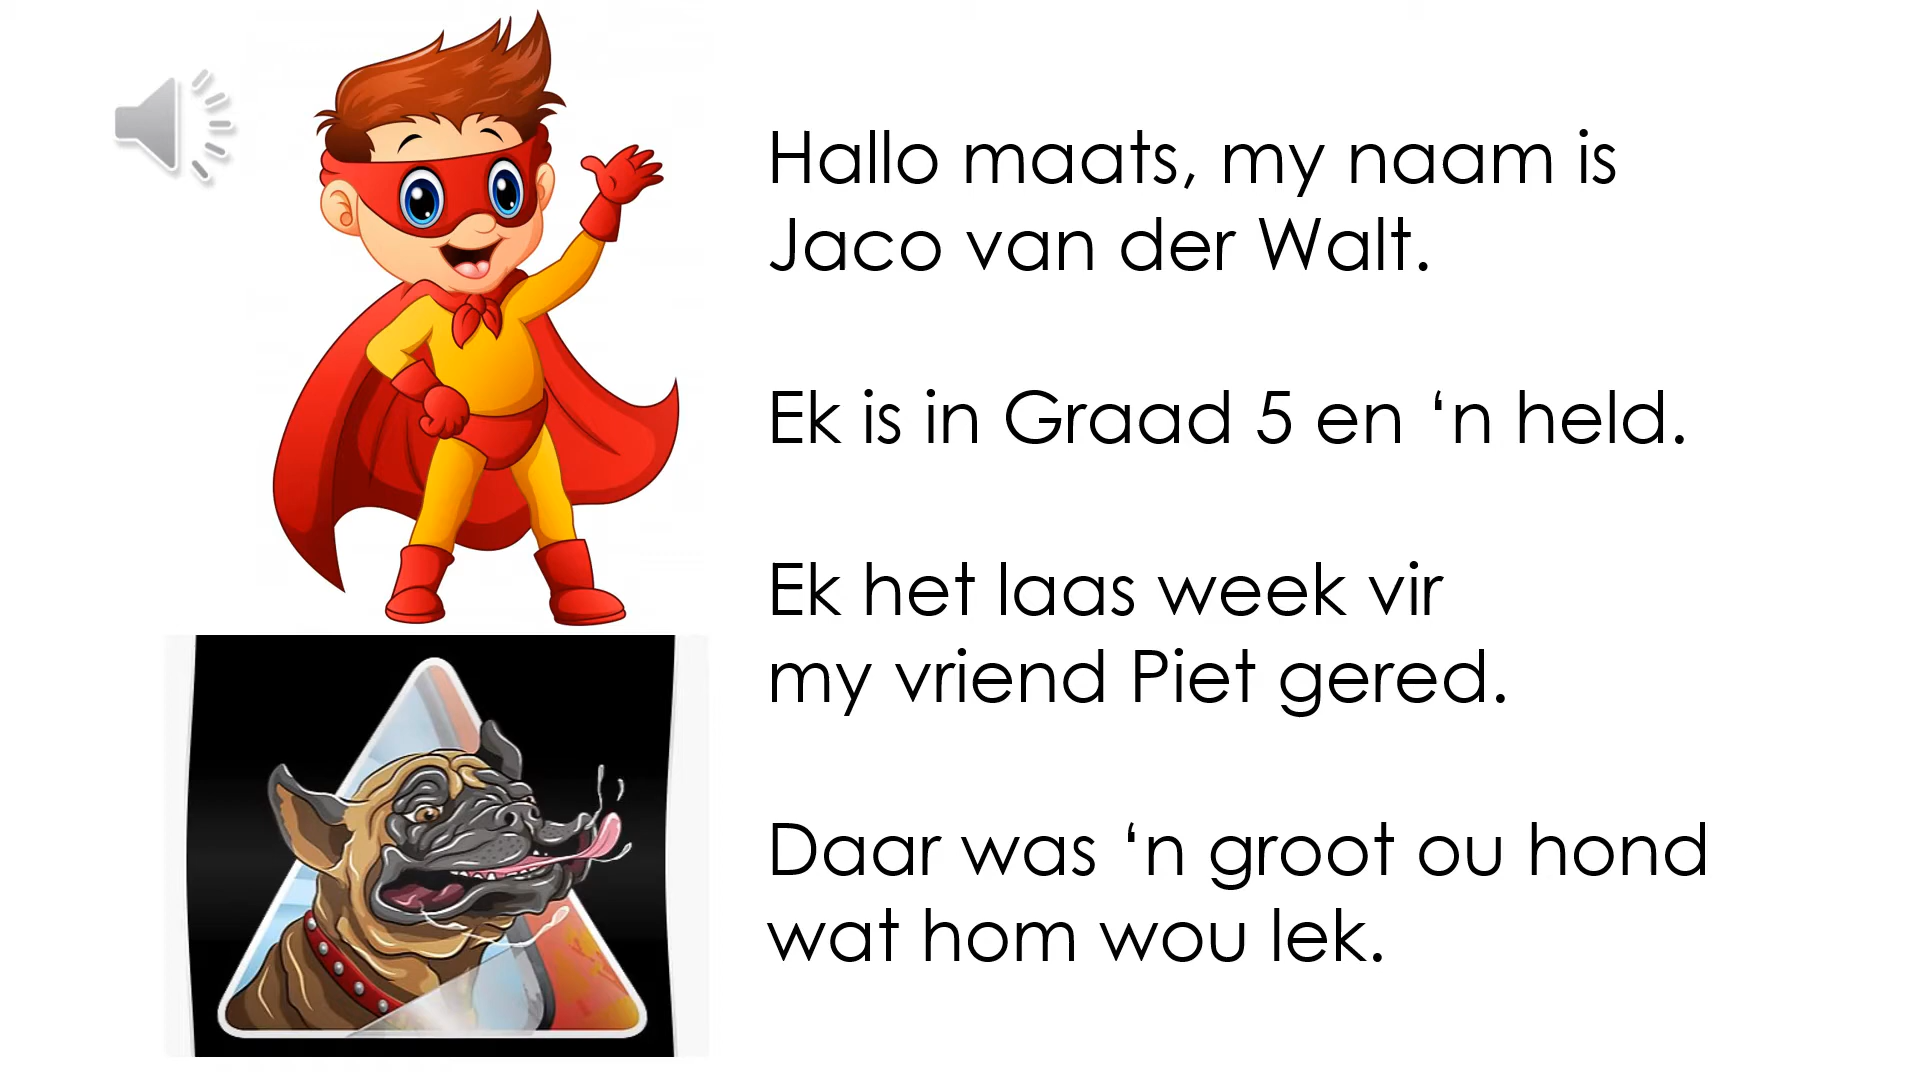 Hallo maats, my naam is
Jaco van der Walt.
Ek is in Graad 5 en ‘n held.
Ek het laas week vir
my vriend Piet gered.
Daar was ‘n groot ou hond
wat hom wou lek.